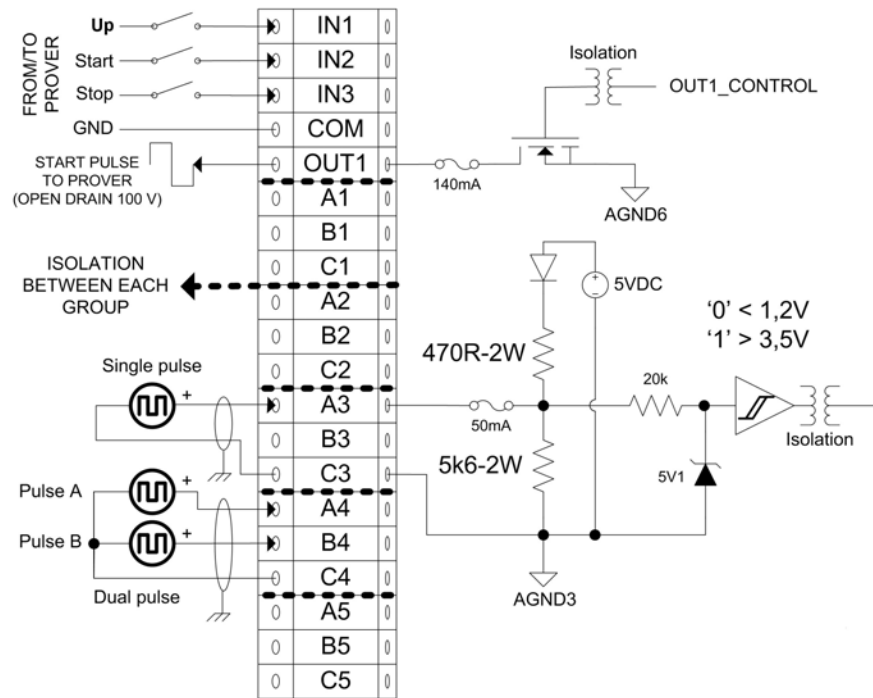 Up
Start
Stop
GND
FROM/TO
PROVER
START PULSE
TO PROVER
(OPEN DRAIN 100 V)
ISOLATION
BETWEEN EACH
GROUP
Single pulse
+
Pulse A
+
Pulse B
+
Dual pulse
IN1
IN2
IN3
COM
OUT1
A1
B1
C1
A2
B2
C2
A3
B3
C3
A4
B4
C4
A5
B5
C5
Isolation
OUT1_CONTROL
140mA
AGND6
5VDC
+
-
'0' < 1,2V
'1' > 3,5V
470R-2W
20k
50mA
Isolation
5k6-2W
5V1
AGND3